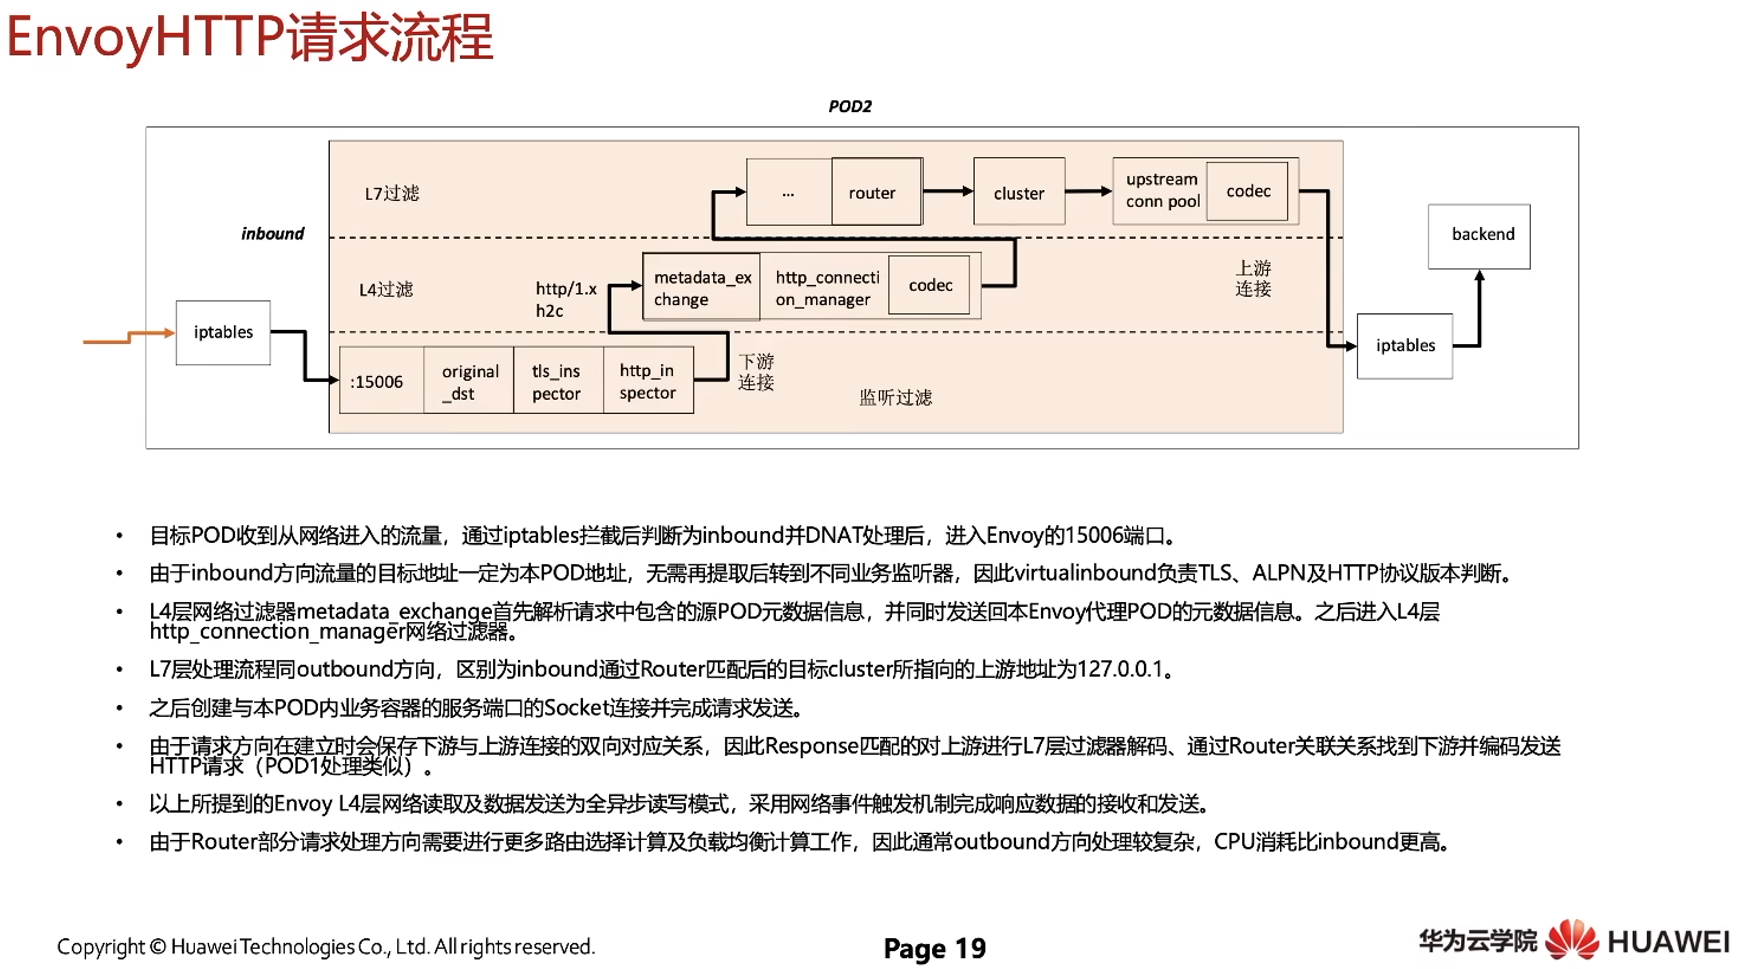 EnvoyHTTP请求流程
POD2
L7过滤
...
router
cluster
upstream
conn pool
codec
inbound
backend
L4过滤
http/1.x
h2c
metadata_ex
change
http_connecti
on_manager
codec
上游
连接
iptables
iptables
:15006
original
_dst
tls_ins
pector
http_in
spector
下游
连接
监听过滤
• 目标POD收到从网络进入的流量，通过iptables拦截后判断为inbound并DNAT处理后，进入Envoy的15006端口。
• 由于inbound方向流量的目标地址一定为本POD地址，无需再提取后转到不同业务监听器，因此virtualinbound负责TLS、ALPN及HTTP协议版本判断。
• L4层网络过滤器metadata_exchange首先解析请求中包含的源POD元数据信息，并同时发送回本Envoy代理POD的元数据信息。之后进入L4层
http_connection_manager网络过滤器。
• L7层处理流程同outbound方向，区别为inbound通过Router匹配后的目标cluster所指向的上游地址为127.0.0.1。
• 之后创建与本POD内业务容器的服务端口的Socket连接并完成请求发送。
• 由于请求方向在建立时会保存下游与上游连接的双向对应关系，因此Response匹配的对上游进行L7层过滤器解码、通过Router关联关系找到下游并编码发送
HTTP请求（POD1处理类似）。
• 以上所提到的Envoy L4层网络读取及数据发送为全异步读写模式，采用网络事件触发机制完成响应数据的接收和发送。
• 由于Router部分请求处理方向需要进行更多路由选择计算及负载均衡计算工作，因此通常outbound方向处理较复杂，CPU消耗比inbound更高。
Copyright © Huawei Technologies Co., Ltd. All rights reserved.
Page 19
华为云学院
HUAWEI